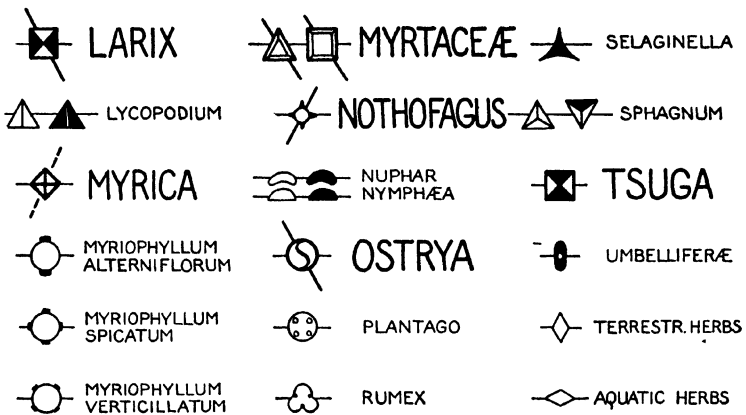 LARIX
MYRTACEÆ
SELAGINELLA
LYCOPODIUM
NOTHOFAGUS
SPHAGNUM
MYRICA
NUPHAR
NYMPHÆA
TSUGA
MYRIOPHYLLUM
ALTERNIFLORUM
OSTRYA
UMBELLIFERÆ
MYRIOPHYLLUM
SPICATUM
PLANTAGO
TERRESTR. HERBS
MYRIOPHYLLUM
VERTICILLATUM
RUMEX
AQUATIC HERBS